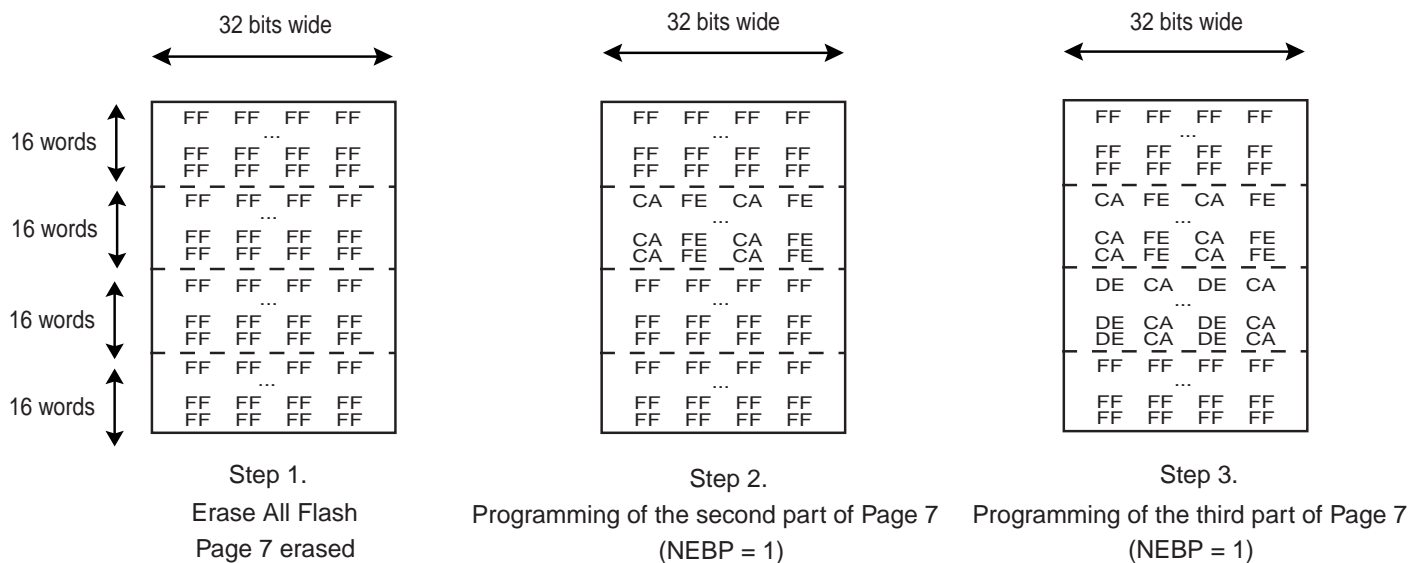 32 bits wide
32 bits wide
32 bits wide
16 words
16 words
16 words
16 words
FF FF FF FF
...
FF FF FF FF
FF FF FF FF
FF FF FF FF
...
FF FF FF FF
FF FF FF FF
FF FF FF FF
...
FF FF FF FF
FF FF FF FF
FF FF FF FF
...
FF FF FF FF
FF FF FF FF
Step 1.
Erase All Flash
Page 7 erased
FF FF FF FF
...
FF FF FF FF
FF FF FF FF
CA FE CA FE
...
CA FE CA FE
CA FE CA FE
FF FF FF FF
...
FF FF FF FF
FF FF FF FF
FF FF FF FF
...
FF FF FF FF
FF FF FF FF
Step 2.
Programming of the second part of Page 7
(NEBP = 1)
FF FF FF FF
...
FF FF FF FF
FF FF FF FF
CA FE CA FE
...
CA FE CA FE
CA FE CA FE
DE CA DE CA
...
DE CA DE CA
DE CA DE CA
FF FF FF FF
...
FF FF FF FF
FF FF FF FF
Step 3.
Programming of the third part of Page 7
(NEBP = 1)